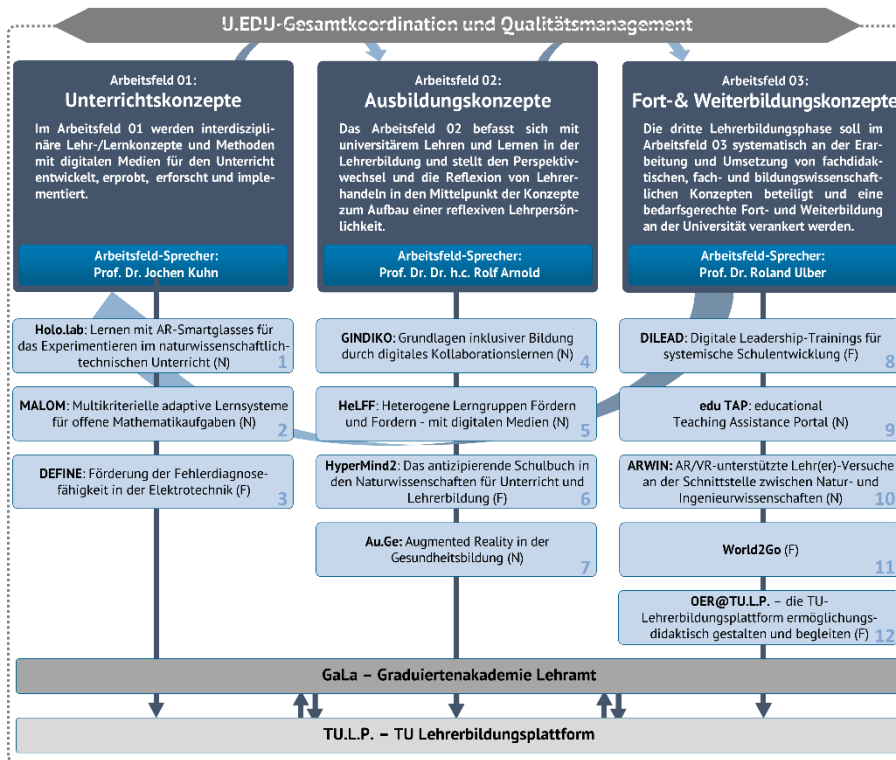 U.EDU-Gesamtkoordination und Qualitätsmanagement
Arbeitsfeld 01:
Unterrichtskonzepte
Im Arbeitsfeld 01 werden interdiszipli-
näre Lehr-/Lernkonzepte und Methoden
mit digitalen Medien für den Unterricht
entwickelt, erprobt, erforscht und imple-
mentiert.
Arbeitsfeld-Sprecher:
Prof. Dr. Jochen Kuhn
Holo.lab: Lernen mit AR-Smartglasses für
das Experimentieren im naturwissenschaftlich-
technischen Unterricht (N)
1
MALOM: Multikriterielle adaptive Lernsysteme
für offene Mathematikaufgaben (N)
2
DEFINE: Förderung der Fehlerdiagnose-
fähigkeit in der Elektrotechnik (F)
3
Arbeitsfeld 02:
Ausbildungskonzepte
Das Arbeitsfeld 02 befasst sich mit
universitärem Lehren und Lernen in der
Lehrerbildung und stellt den Perspektiv-
wechsel und die Reflexion von Lehrer-
handeln in den Mittelpunkt der Konzepte
zum Aufbau einer reflexiven Lehrpersön-
lichkeit.
Arbeitsfeld-Sprecher:
Prof. Dr. Dr. h.c. Rolf Arnold
GINDIKO: Grundlagen inklusiver Bildung
durch digitales Kollaborationslernen (N)
4
HeLFF: Heterogene Lerngruppen Fördern
und Fordern - mit digitalen Medien (N)
5
HyperMind2: Das antizipierende Schulbuch in
den Naturwissenschaften für Unterricht und
Lehrerbildung (F)
6
Au.Ge: Augmented Reality in der
Gesundheitsbildung (N)
7
Arbeitsfeld 03:
Fort-& Weiterbildungskonzepte
Die dritte Lehrerbildungsphase soll im
Arbeitsfeld 03 systematisch an der Erar-
beitung und Umsetzung von fachdidak-
tischen, fach- und bildungswissenschaft-
lichen Konzepten beteiligt und eine
bedarfsgerechte Fort- und Weiterbildung
an der Universität verankert werden.
Arbeitsfeld-Sprecher:
Prof. Dr. Roland Ulber
DILEAD: Digitale Leadership-Trainings für
systemische Schulentwicklung (F)
8
edu TAP: educational
Teaching Assistance Portal (N)
9
ARWIN: AR/VR-unterstützte Lehr(er)-Versuche
an der Schnittstelle zwischen Natur- und
Ingenieurwissenschaften (N)
10
World2Go (F)
11
OER@TU.L.P. – die TU-
Lehrerbildungsplattform ermöglichungs-
didaktisch gestalten und begleiten (F)
12
GaLa – Graduiertenakademie Lehramt
TU.L.P. – TU Lehrerbildungsplattform